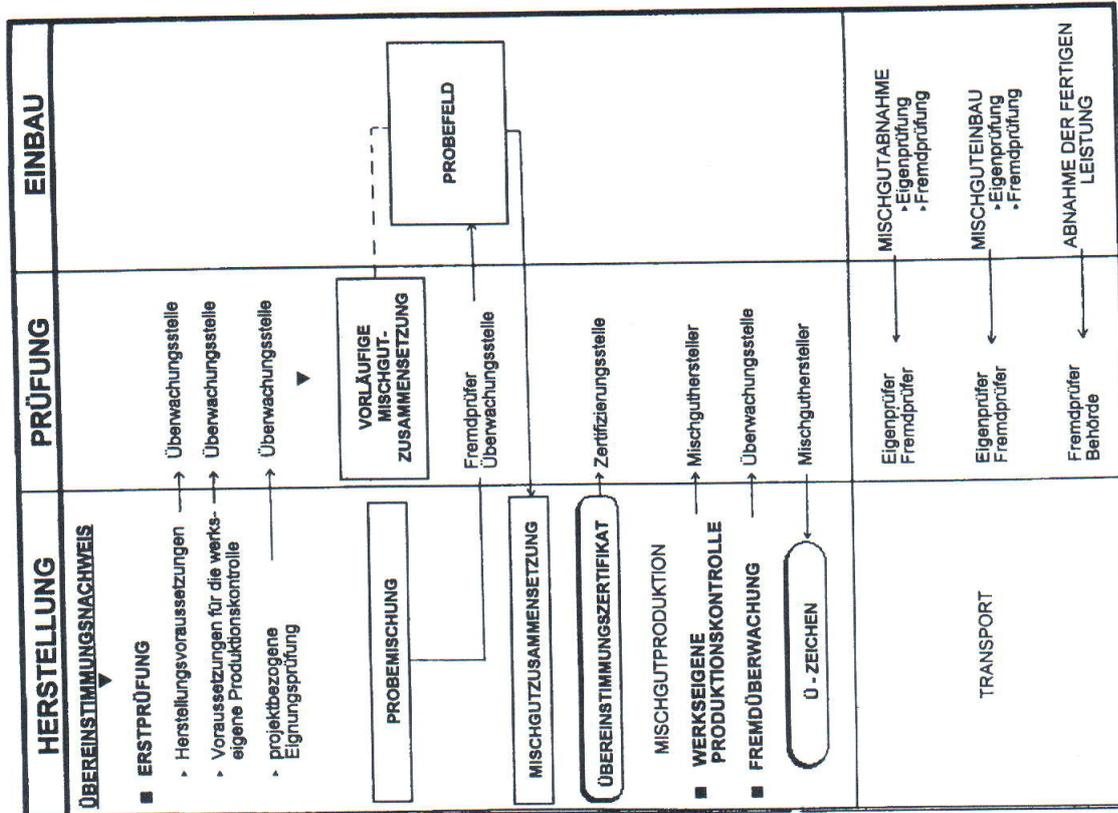 HERSTELLUNG
PRÜFUNG
EINBAU
ÜBEREINSTIMMUNGSNACHWEIS
▼
■ ERSTPRÜFUNG
▸ Herstellungsvoraussetzungen
Überwachungsstelle
▸ Voraussetzungen für die werks-
eigene Produktionskontrolle
Überwachungsstelle
▸ projektbezogene
Eignungsprüfung
Überwachungsstelle
▼
VORLÄUFIGE
MISCHGUT-
ZUSAMMENSETZUNG
PROBEMISCHUNG
Fremdprüfer
Überwachungsstelle
PROBEFELD
MISCHGUTZUSAMMENSETZUNG
ÜBEREINSTIMMUNGSZERTIFIKAT
Zertifizierungsstelle
MISCHGUTPRODUKTION
■ WERKSEIGENE
PRODUKTIONSKONTROLLE
Mischguthersteller
■ FREMDÜBERWACHUNG
Überwachungsstelle
Ü - ZEICHEN
Mischguthersteller
TRANSPORT
Eigenprüfer
Fremdprüfer
MISCHGUTABNAHME
▸ Eigenprüfung
▸ Fremdprüfung
Eigenprüfer
Fremdprüfer
MISCHGUTEINBAU
▸ Eigenprüfung
▸ Fremdprüfung
Fremdprüfer
Behörde
ABNAHME DER FERTIGEN
LEISTUNG